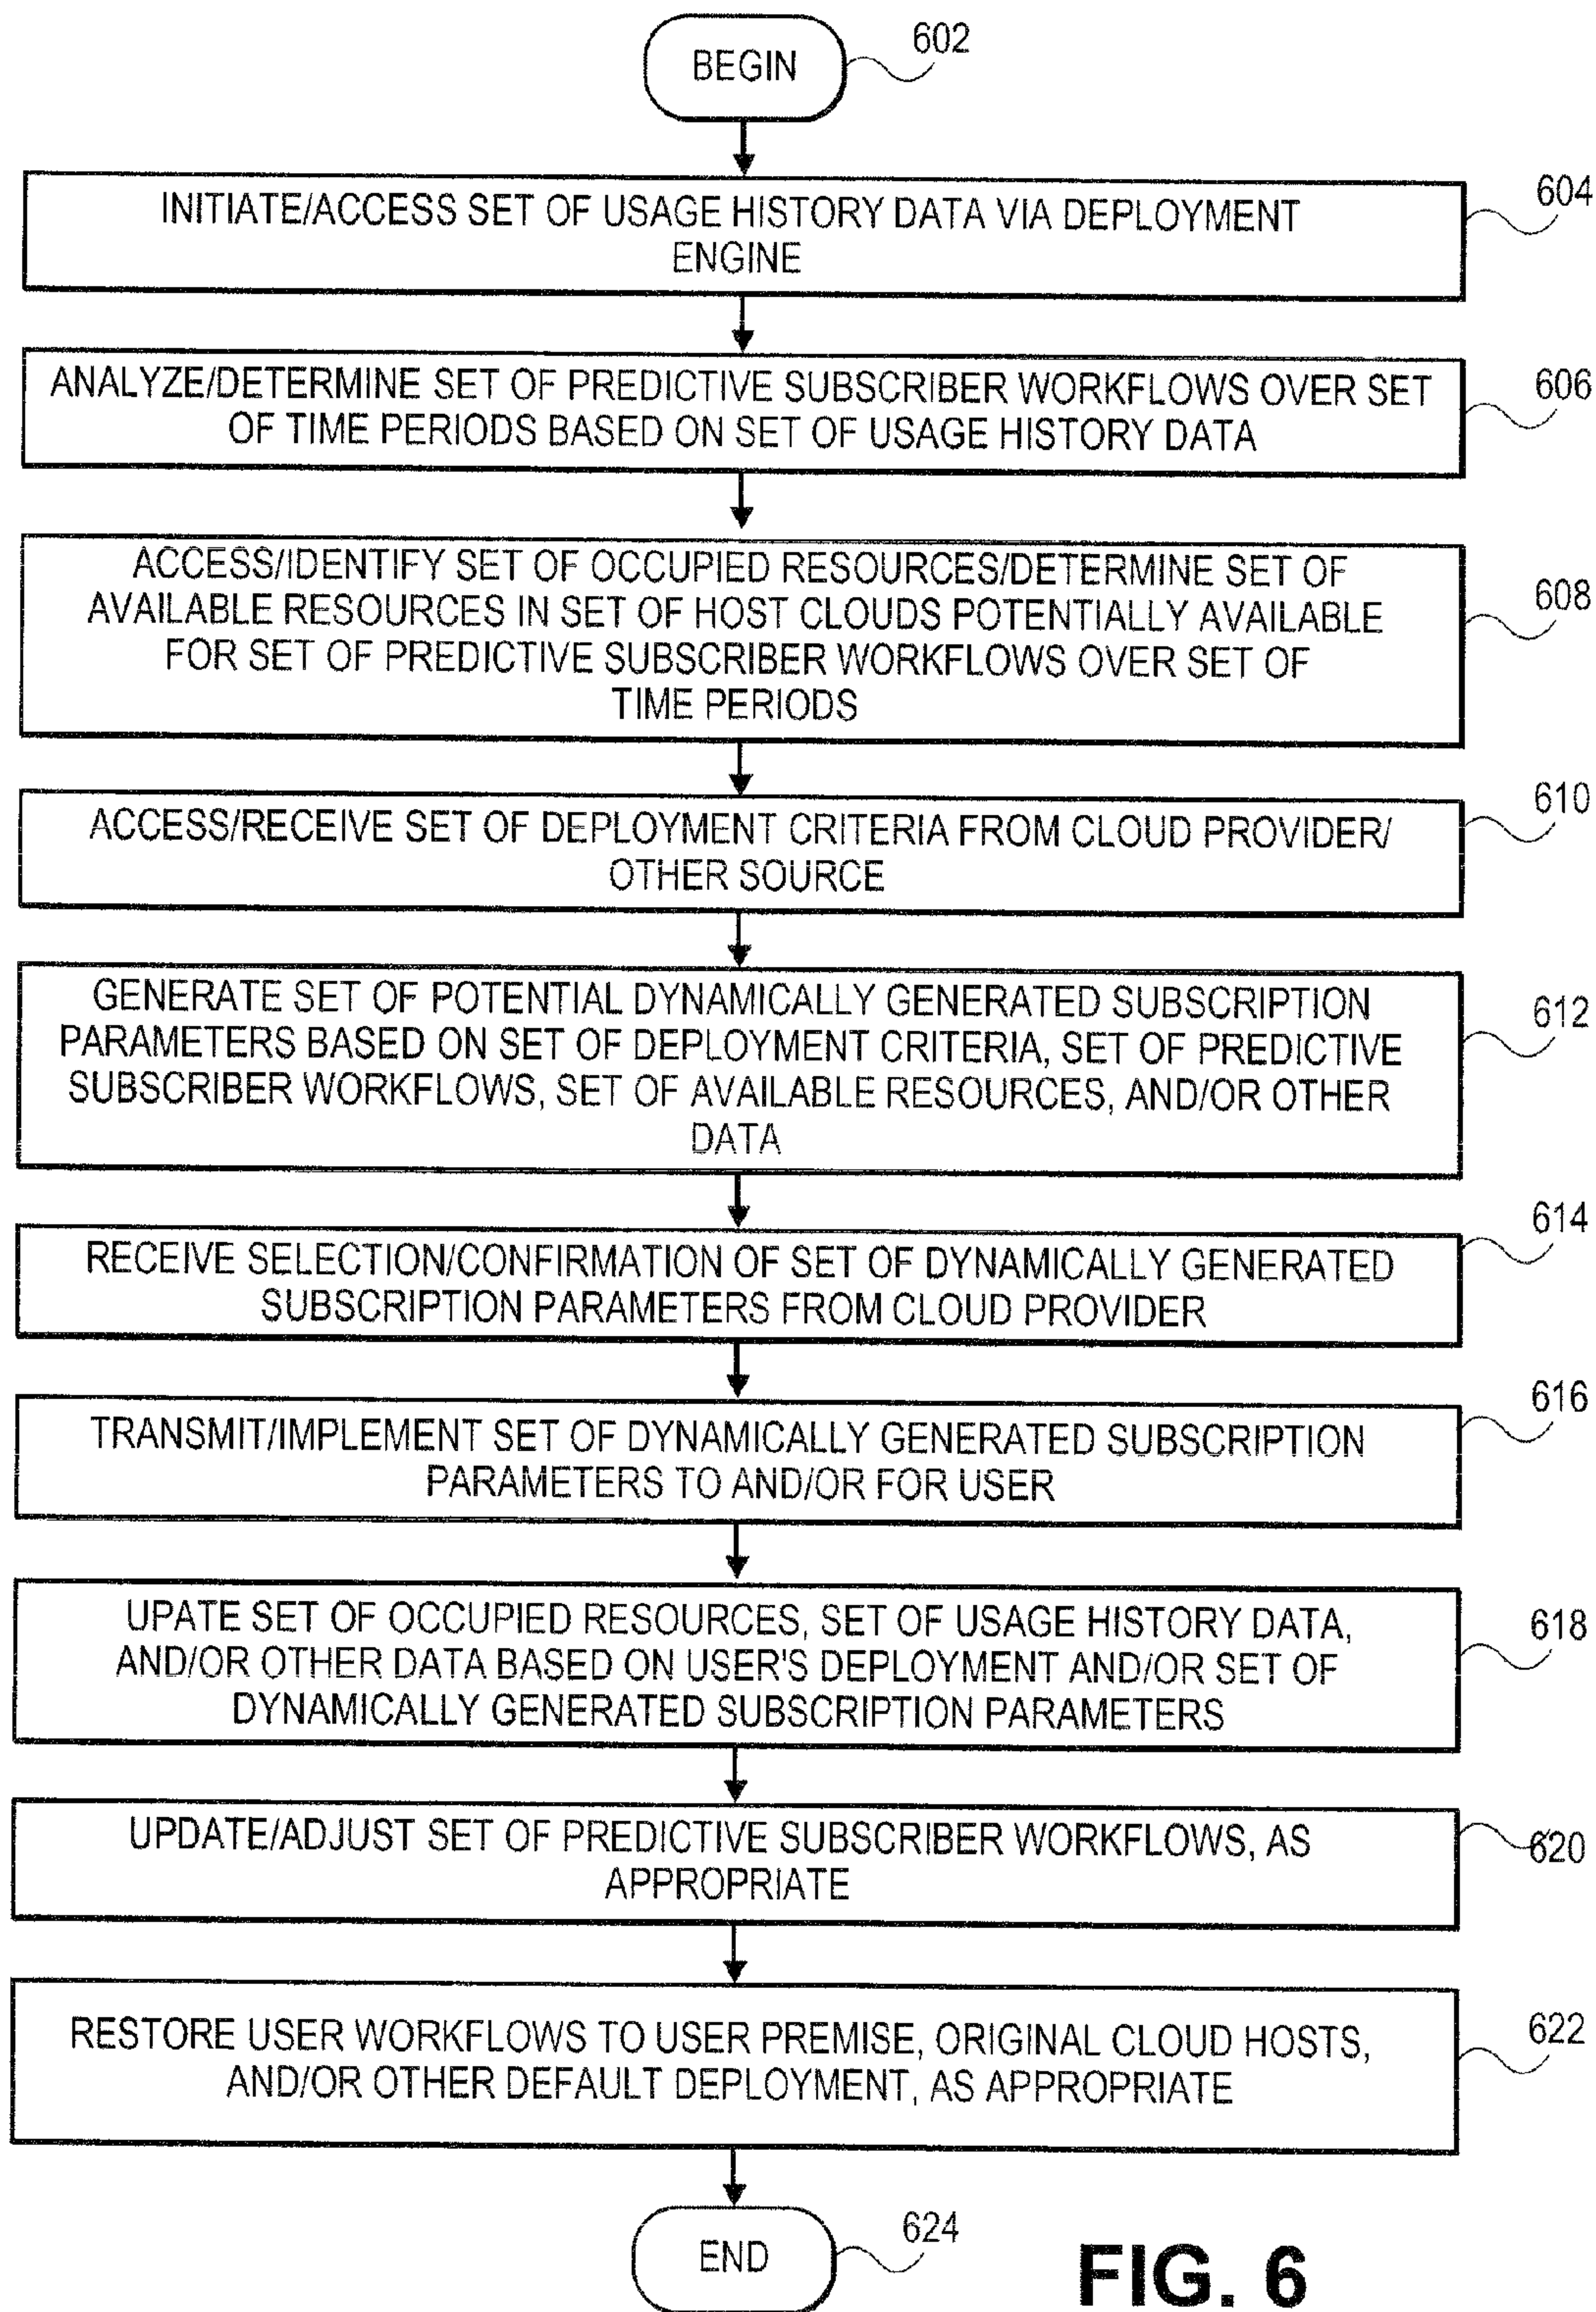 BEGIN
602
INITIATE/ACCESS SET OF USAGE HISTORY DATA VIA DEPLOYMENT
ENGINE
604
ANALYZE/DETERMINE SET OF PREDICTIVE SUBSCRIBER WORKFLOWS OVER SET
OF TIME PERIODS BASED ON SET OF USAGE HISTORY DATA
606
ACCESS/IDENTIFY SET OF OCCUPIED RESOURCES/DETERMINE SET OF
AVAILABLE RESOURCES IN SET OF HOST CLOUDS POTENTIALLY AVAILABLE
FOR SET OF PREDICTIVE SUBSCRIBER WORKFLOWS OVER SET OF
TIME PERIODS
608
ACCESS/RECEIVE SET OF DEPLOYMENT CRITERIA FROM CLOUD PROVIDER/
OTHER SOURCE
610
GENERATE SET OF POTENTIAL DYNAMICALLY GENERATED SUBSCRIPTION
PARAMETERS BASED ON SET OF DEPLOYMENT CRITERIA, SET OF PREDICTIVE
SUBSCRIBER WORKFLOWS, SET OF AVAILABLE RESOURCES, AND/OR OTHER
DATA
612
RECEIVE SELECTION/CONFIRMATION OF SET OF DYNAMICALLY GENERATED
SUBSCRIPTION PARAMETERS FROM CLOUD PROVIDER
614
TRANSMIT/IMPLEMENT SET OF DYNAMICALLY GENERATED SUBSCRIPTION
PARAMETERS TO AND/OR FOR USER
616
UPATE SET OF OCCUPIED RESOURCES, SET OF USAGE HISTORY DATA,
AND/OR OTHER DATA BASED ON USER'S DEPLOYMENT AND/OR SET OF
DYNAMICALLY GENERATED SUBSCRIPTION PARAMETERS
618
UPDATE/ADJUST SET OF PREDICTIVE SUBSCRIBER WORKFLOWS, AS
APPROPRIATE
620
RESTORE USER WORKFLOWS TO USER PREMISE, ORIGINAL CLOUD HOSTS,
AND/OR OTHER DEFAULT DEPLOYMENT, AS APPROPRIATE
622
END
624
FIG. 6